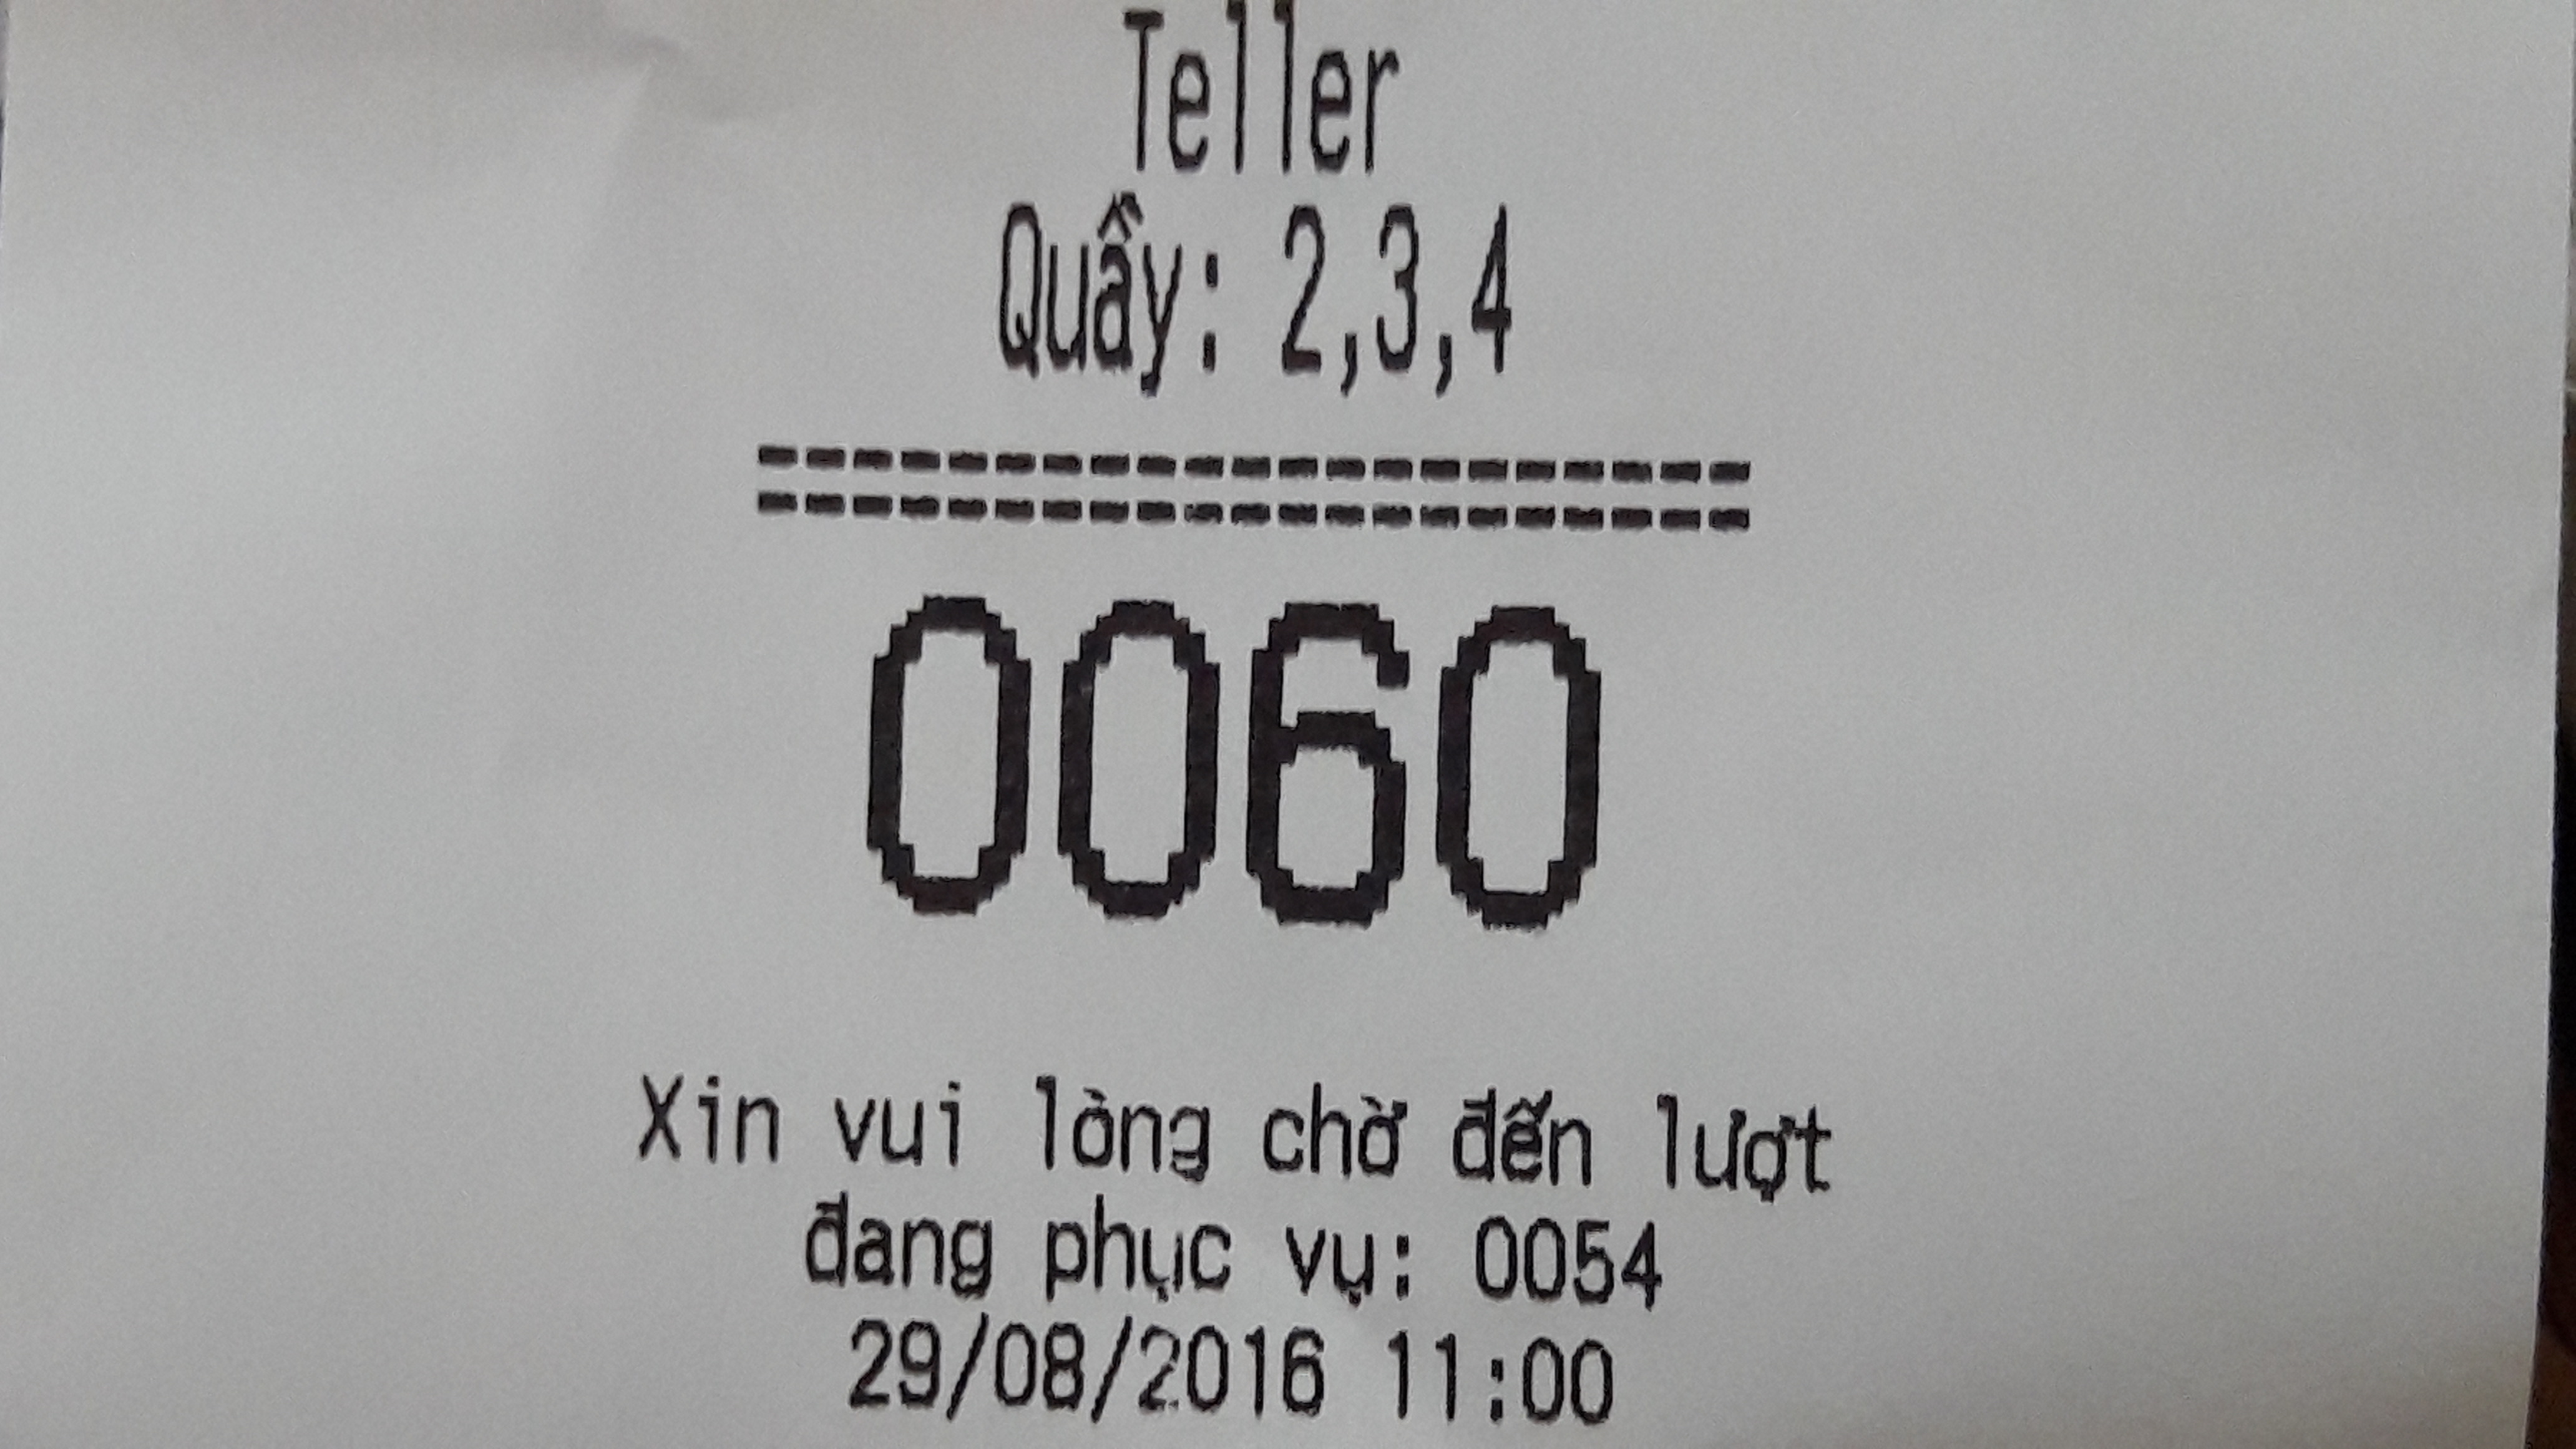 Teller
Quầy: 2,3,4
=====================
0060
Xin vui lòng chờ đến lượt
đang phục vụ: 0054
29/08/2016 11:00